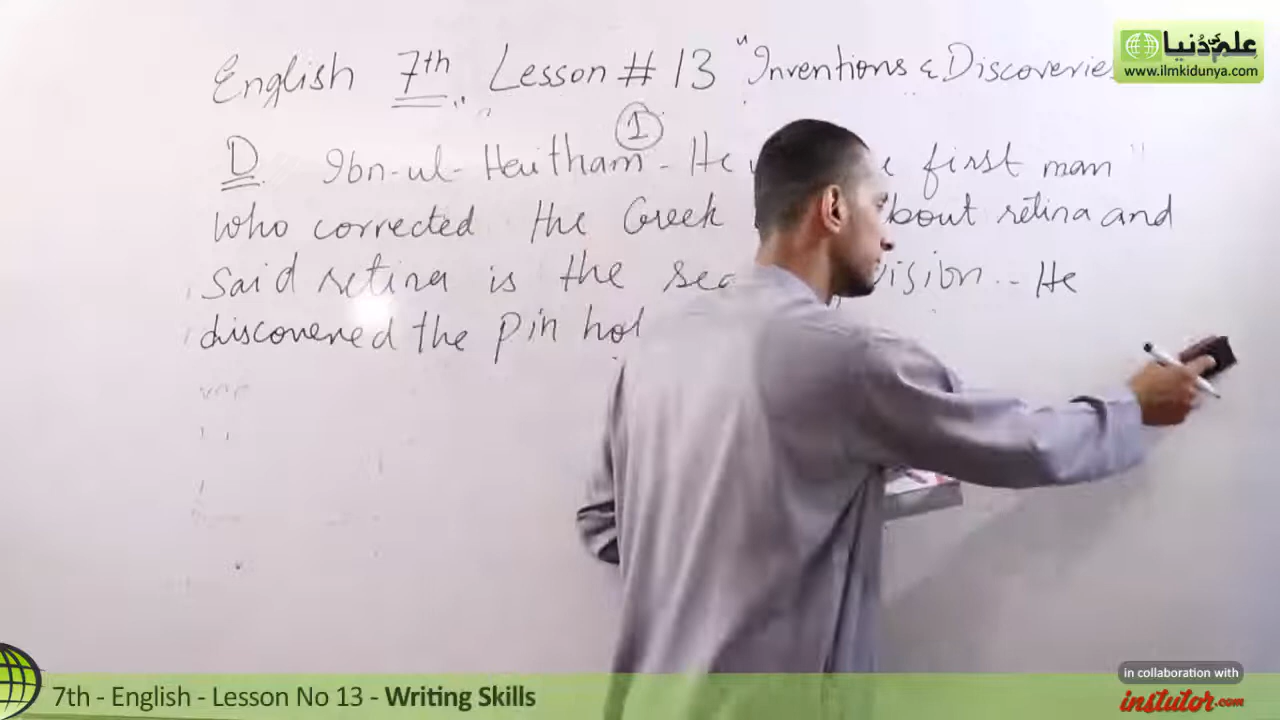 English 7th Lesson # 13 "Inventions & Discoverie
1
D Ibn-ul-Haitham - He first man"
who corrected the Greek about retina and
said retina is the vision.. He
discovered the pin hol
علم کی دنیا
www.ilmkidunya.com
7th - English - Lesson No 13 - Writing Skills
in collaboration with
instutor.com